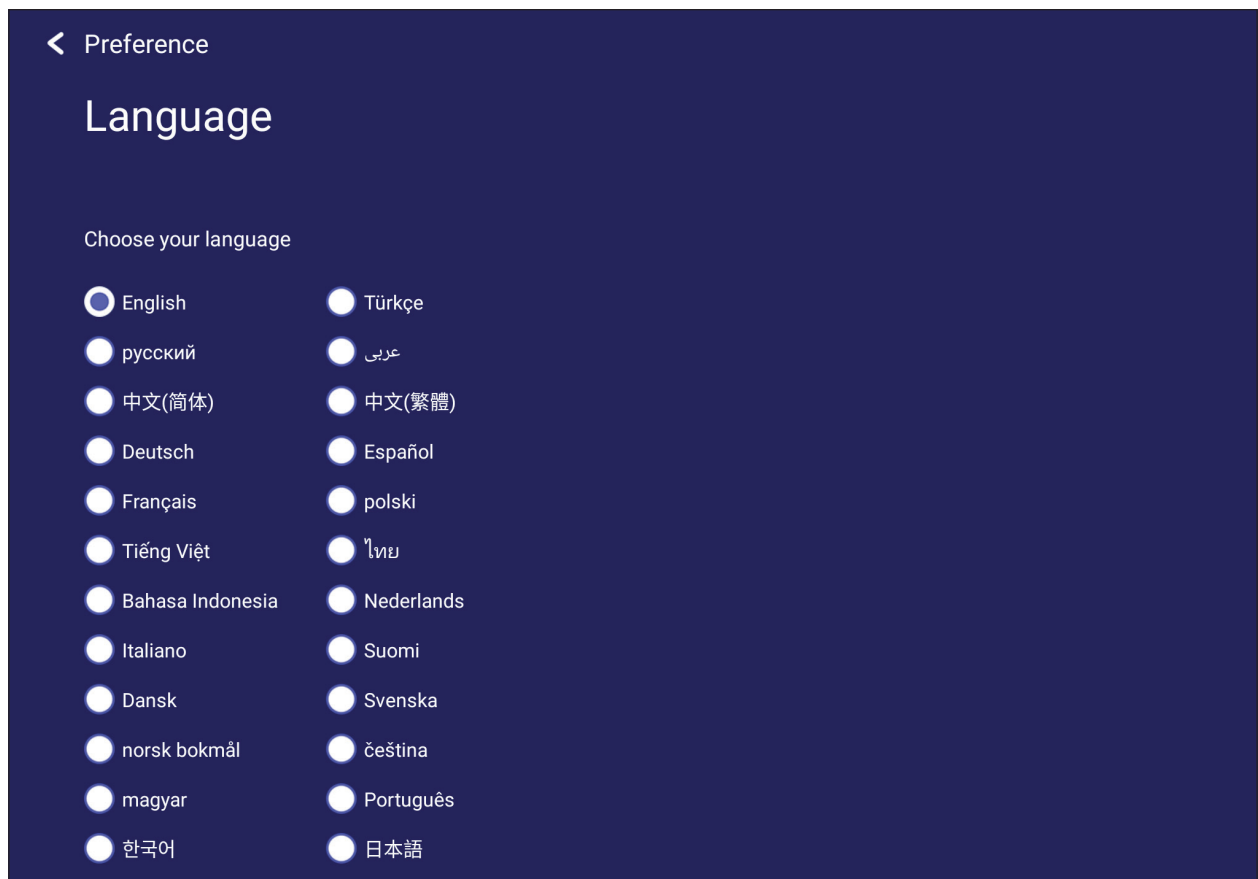 Preference
Language
Choose your language
English
Türkçe
русский
عربى
中文(简体)
中文(繁體)
Deutsch
Español
Français
polski
Tiếng Việt
ไทย
Bahasa Indonesia
Nederlands
Italiano
Suomi
Dansk
Svenska
norsk bokmål
čeština
magyar
Português
한국어
日本語